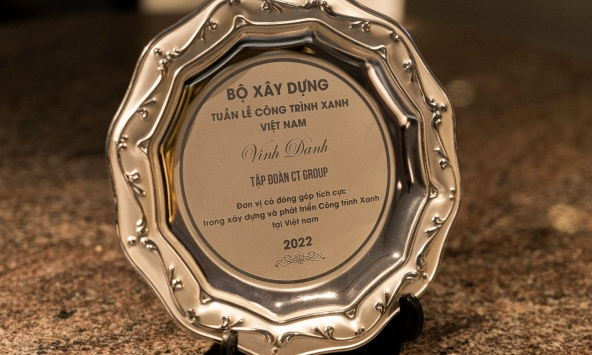 BỘ XÂY DỰNG
TUẦN LỄ CÔNG TRÌNH XANH
VIỆT NAM
Vinh Danh
TẬP ĐOÀN CT GROUP
Đơn vị có đóng góp tích cực
trong xây dựng và phát triển Công trình Xanh
tại Việt nam
2022